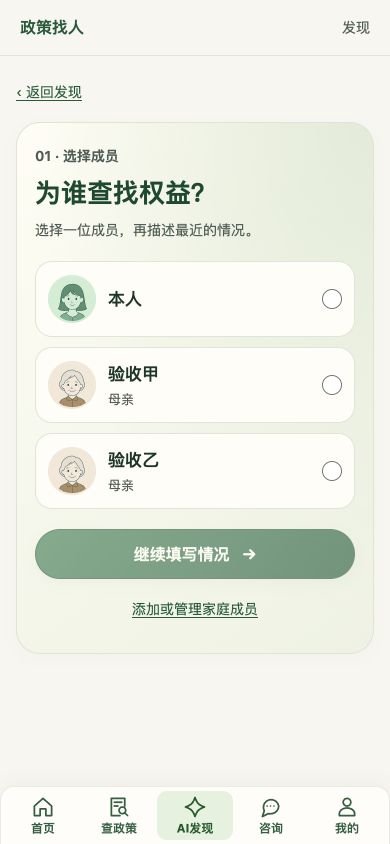 政策找人
发现
‹ 返回发现
01 · 选择成员
为谁查找权益？
选择一位成员，再描述最近的情况。
本人
验收甲
母亲
验收乙
母亲
继续填写情况 →
添加或管理家庭成员
首页
查政策
AI发现
咨询
我的